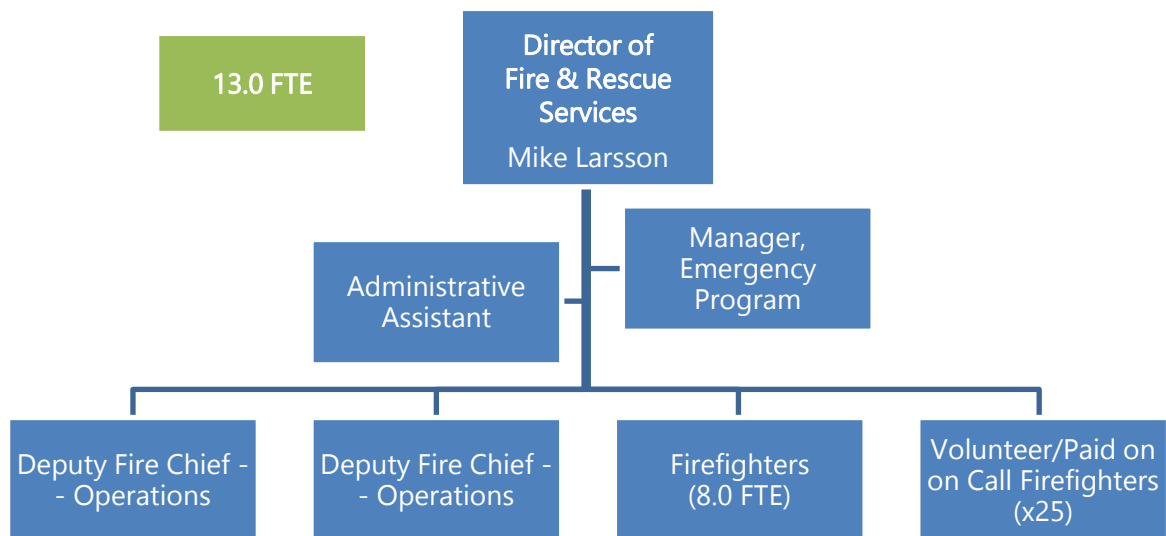 13.0 FTE
Director of
Fire & Rescue
Services
Mike Larsson
Manager,
Emergency
Program
Administrative
Assistant
Deputy Fire Chief -
- Operations
Deputy Fire Chief -
- Operations
Firefighters
(8.0 FTE)
Volunteer/Paid on
on Call Firefighters
(x25)